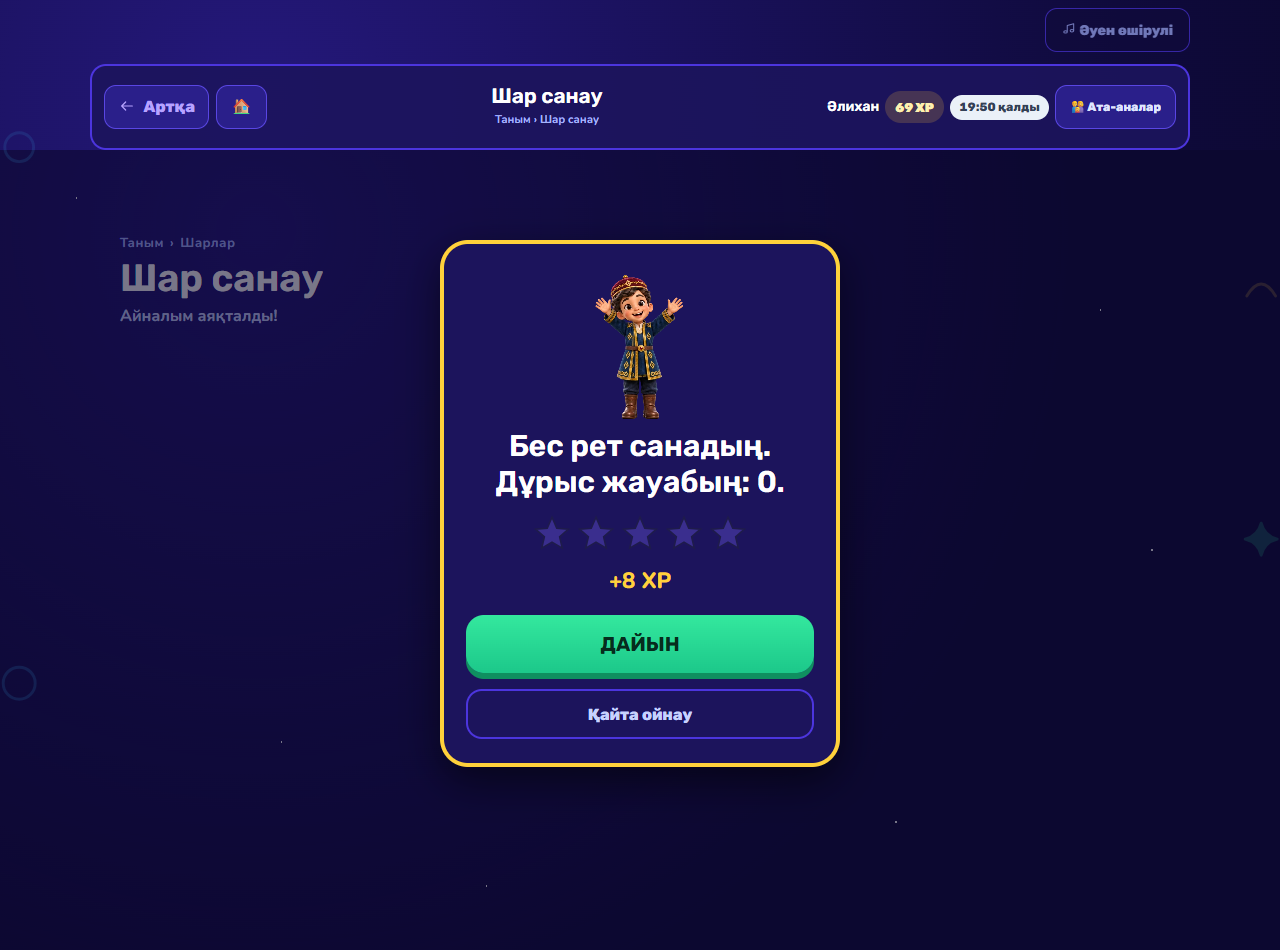 Әуен өшірулі
← Артқа
Шар санау
Таным › Шар санау
Әлихан
69 XP
19:50 қалды
Ата-аналар
Таным › Шарлар
Шар санау
Айналым аяқталды!
Бес рет санадың.
Дұрыс жауабың: 0.
+8 XP
ДАЙЫН
Қайта ойнау